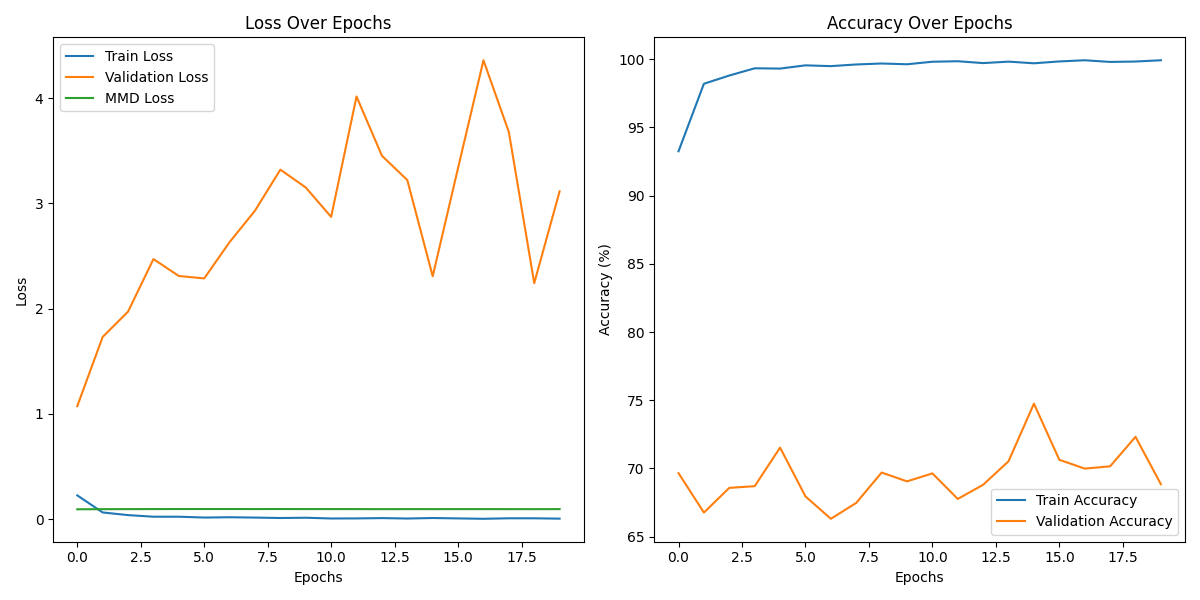 Loss Over Epochs
Train Loss
Validation Loss
MMD Loss
4
3
2
1
0
Loss
0.0 2.5 5.0 7.5 10.0 12.5 15.0 17.5
Epochs
Accuracy Over Epochs
100
95
90
85
80
75
70
65
Accuracy (%)
Train Accuracy
Validation Accuracy
0.0 2.5 5.0 7.5 10.0 12.5 15.0 17.5
Epochs